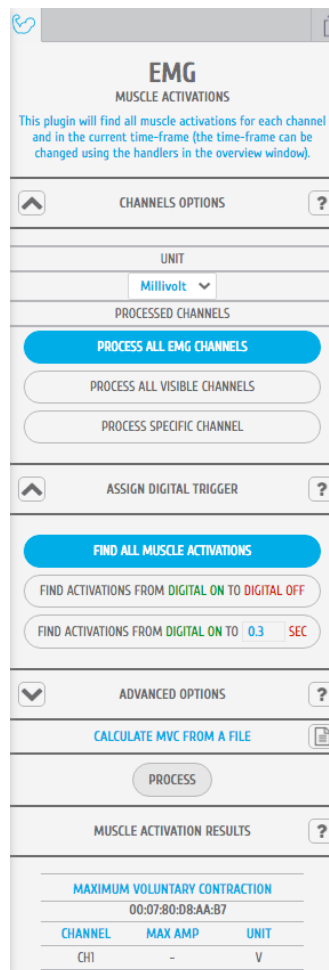 EMG
MUSCLE ACTIVATIONS
This plugin will find all muscle activations for each channel
and in the current time-frame (the time-frame can be
changed using the handlers in the overview window).
CHANNELS OPTIONS
?
UNIT
Millivolt
PROCESSED CHANNELS
PROCESS ALL EMG CHANNELS
PROCESS ALL VISIBLE CHANNELS
PROCESS SPECIFIC CHANNEL
ASSIGN DIGITAL TRIGGER
?
FIND ALL MUSCLE ACTIVATIONS
FIND ACTIVATIONS FROM DIGITAL ON TO DIGITAL OFF
FIND ACTIVATIONS FROM DIGITAL ON TO 0.3 SEC
ADVANCED OPTIONS
?
CALCULATE MVC FROM A FILE
PROCESS
MUSCLE ACTIVATION RESULTS
?
MAXIMUM VOLUNTARY CONTRACTION
00:07:80:D8:AA:B7
CHANNEL MAX AMP UNIT
CH1 - V